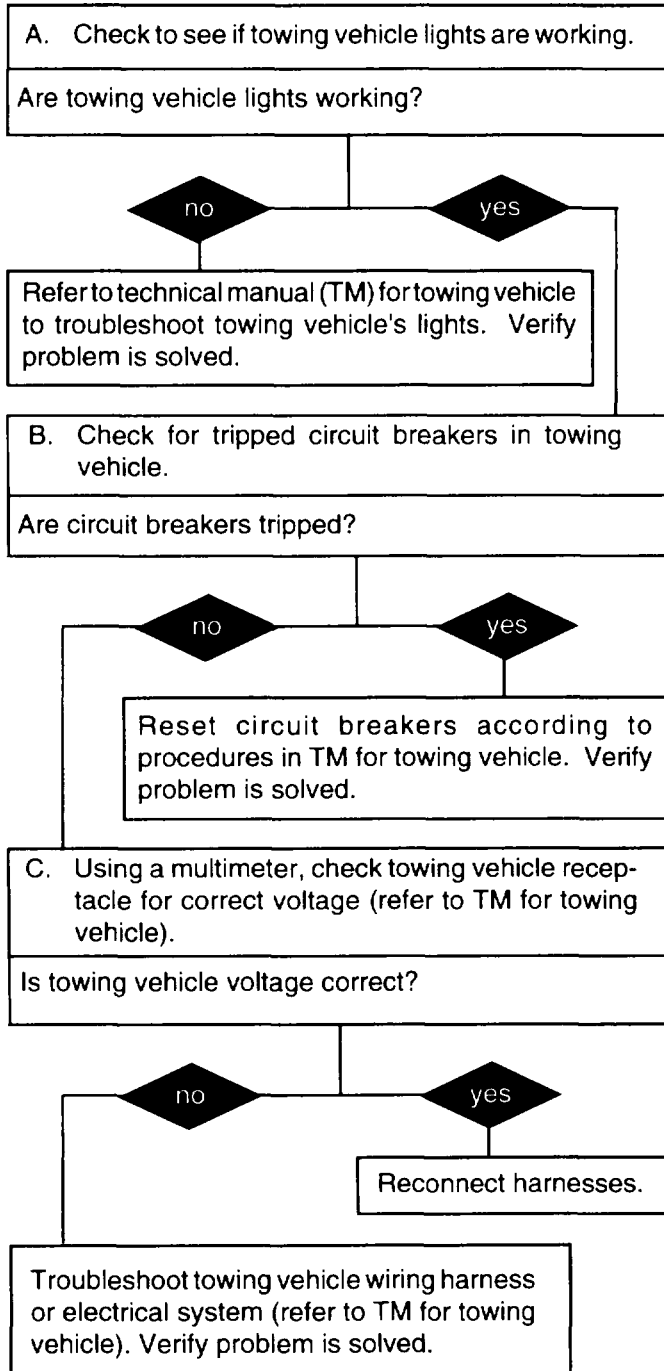 A. Check to see if towing vehicle lights are working.
Are towing vehicle lights working?
no
yes
Refer to technical manual (TM) for towing vehicle
to troubleshoot towing vehicle's lights. Verify
problem is solved.
B. Check for tripped circuit breakers in towing
vehicle.
Are circuit breakers tripped?
no
yes
Reset circuit breakers according to
procedures in TM for towing vehicle. Verify
problem is solved.
C. Using a multimeter, check towing vehicle recep-
tacle for correct voltage (refer to TM for towing
vehicle).
Is towing vehicle voltage correct?
no
yes
Reconnect harnesses.
Troubleshoot towing vehicle wiring harness
or electrical system (refer to TM for towing
vehicle). Verify problem is solved.